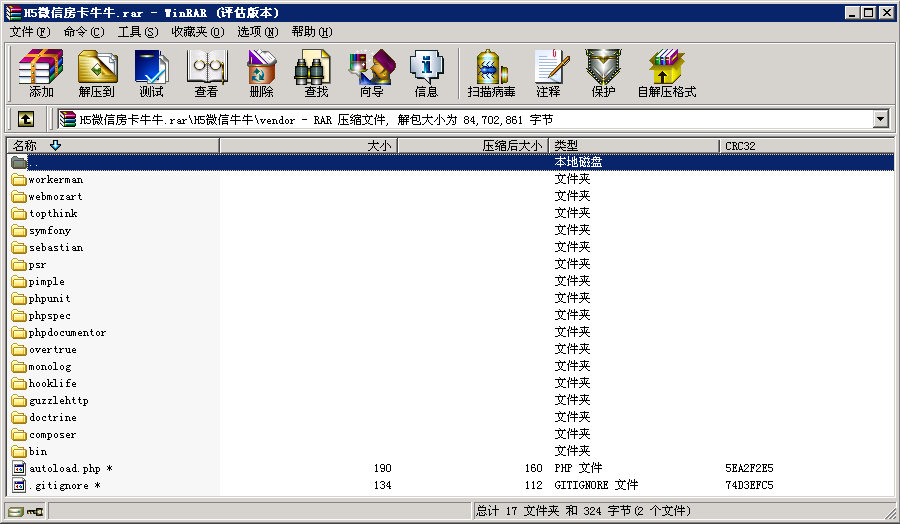 H5微信房卡牛牛.rar - WinRAR (评估版本)
文件(F) 命令(C) 工具(S) 收藏夹(O) 选项(N) 帮助(H)
添加 解压到 测试 查看 删除 查找 向导 信息 扫描病毒 注释 保护 自解压格式
H5微信房卡牛牛.rar\H5微信牛牛\vendor - RAR 压缩文件, 解包大小为 84,702,861 字节
名称 大小 压缩后大小 类型 CRC32
.. 本地磁盘
workerman 文件夹
webmozart 文件夹
topthink 文件夹
symfony 文件夹
sebastian 文件夹
psr 文件夹
pimple 文件夹
phpunit 文件夹
phpspec 文件夹
phpdocumentor 文件夹
overtrue 文件夹
monolog 文件夹
hooklife 文件夹
guzzlehttp 文件夹
doctrine 文件夹
composer 文件夹
bin 文件夹
autoload.php * 190 160 PHP 文件 5EA2F2E5
.gitignore * 134 112 GITIGNORE 文件 74D3EFC5
总计 17 文件夹 和 324 字节(2 个文件)